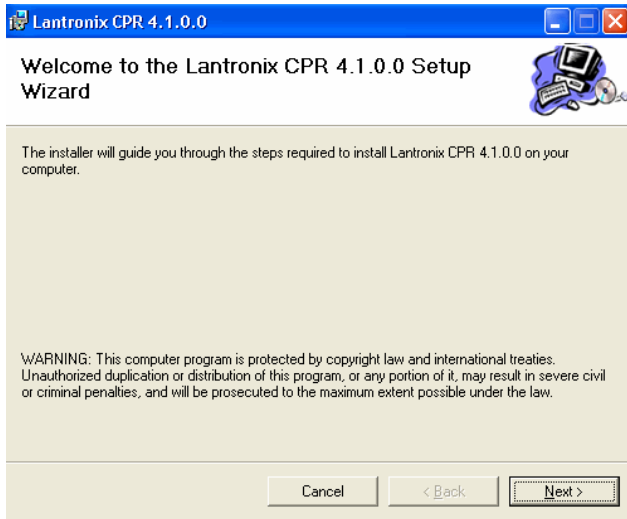 Lantronix CPR 4.1.0.0
Welcome to the Lantronix CPR 4.1.0.0 Setup
Wizard
The installer will guide you through the steps required to install Lantronix CPR 4.1.0.0 on your
computer.
WARNING: This computer program is protected by copyright law and international treaties.
Unauthorized duplication or distribution of this program, or any portion of it, may result in severe civil
or criminal penalties, and will be prosecuted to the maximum extent possible under the law.
Cancel
< Back
Next >